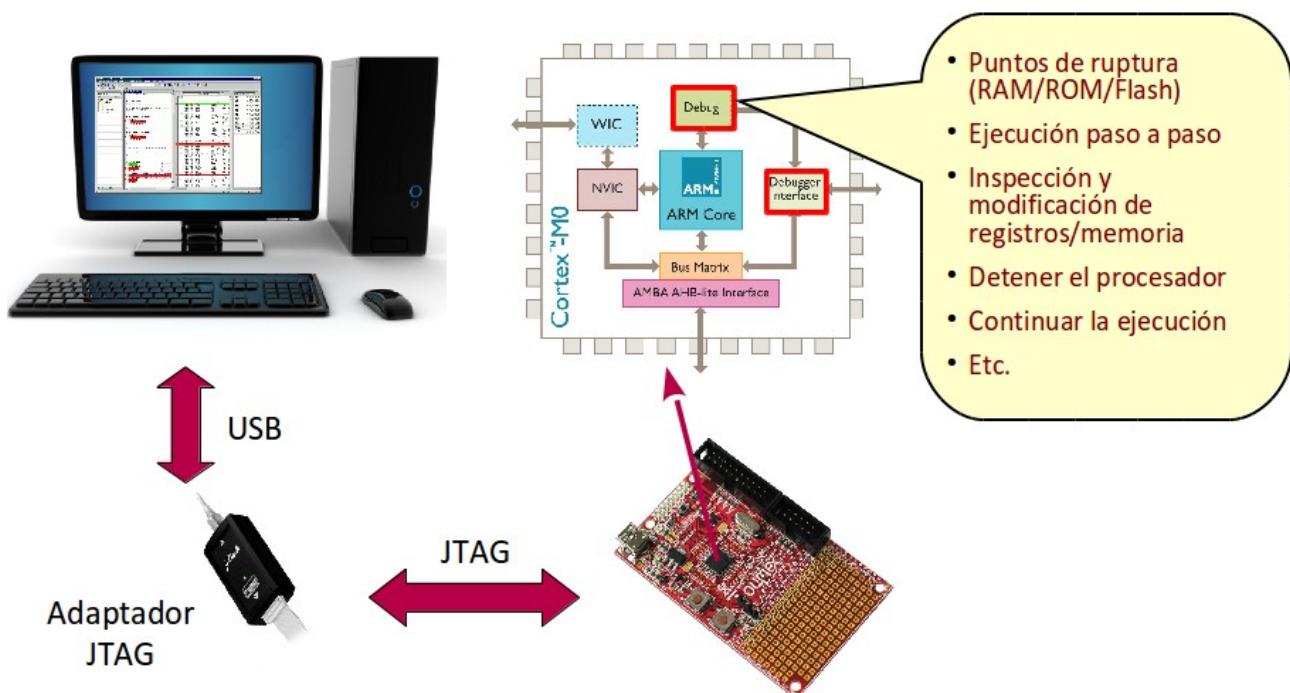 WIC
Debug
NVIC
ARM
ARM Core
Debugger
Interface
Bus Matrix
AMBA AHB-lite Interface
Cortex™-M0
• Puntos de ruptura
(RAM/ROM/Flash)
• Ejecución paso a paso
• Inspección y
modificación de
registros/memoria
• Detener el procesador
• Continuar la ejecución
• Etc.
USB
JTAG
Adaptador
JTAG